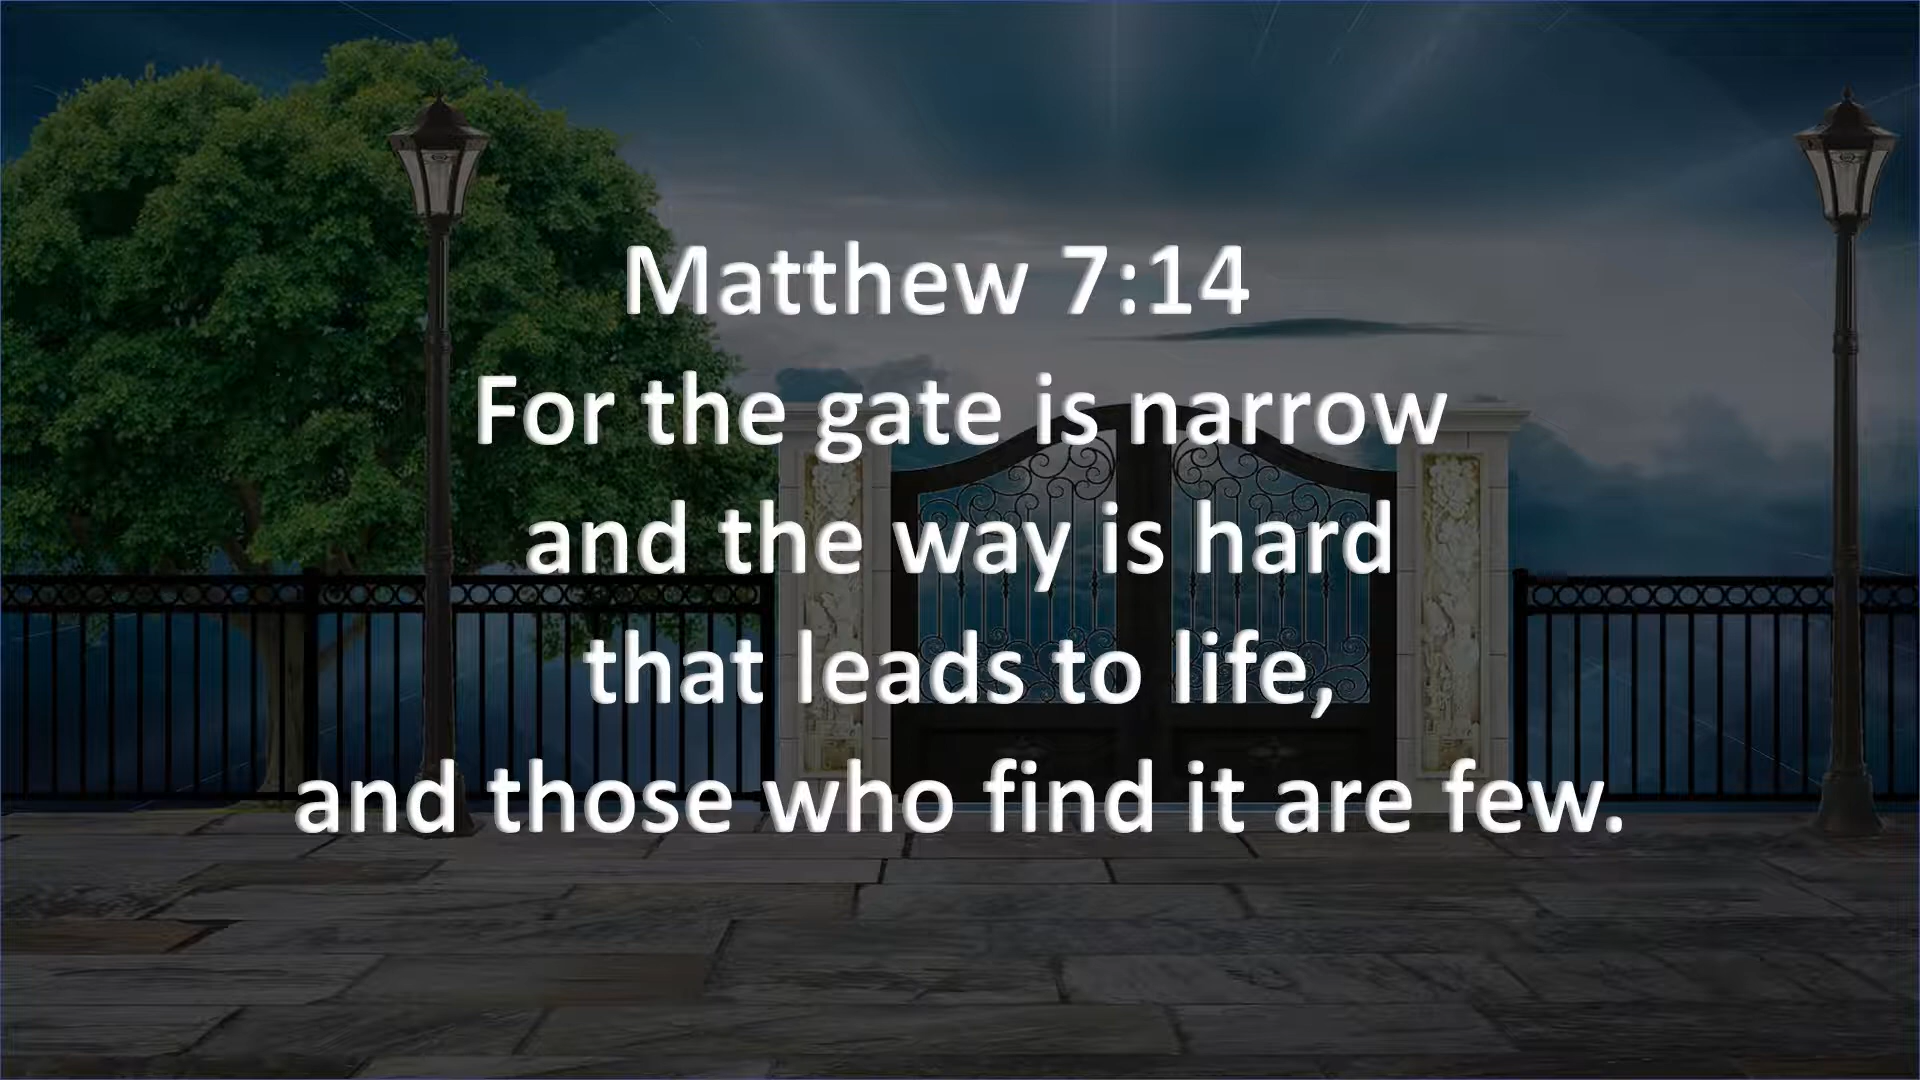 Matthew 7:14
For the gate is narrow
and the way is hard
that leads to life,
and those who find it are few.